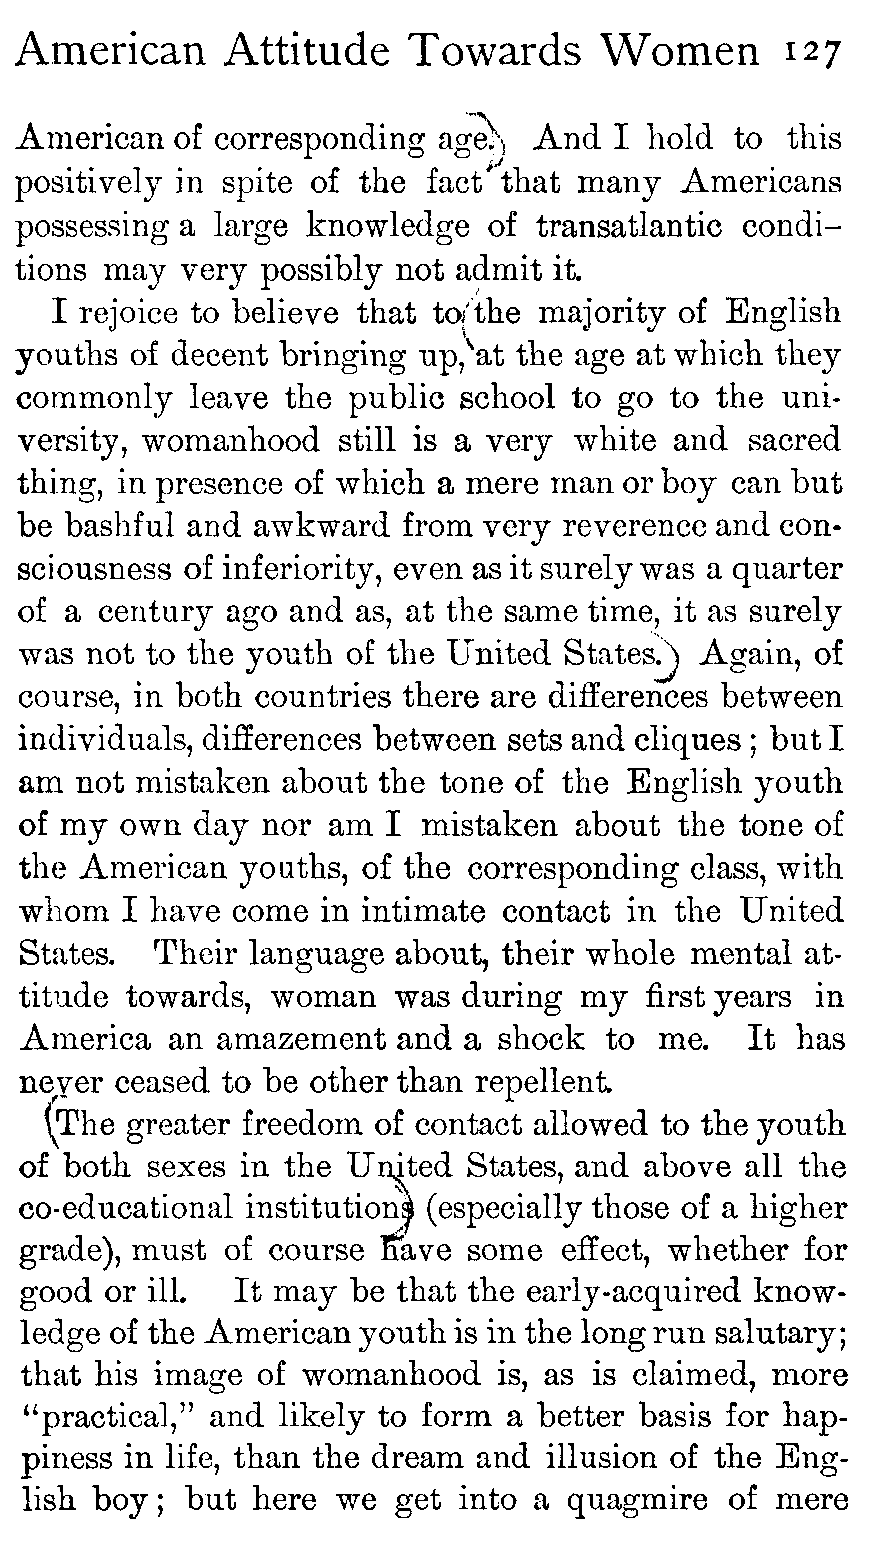 American Attitude Towards Women 127
American of corresponding age. And I hold to this
positively in spite of the fact that many Americans
possessing a large knowledge of transatlantic condi-
tions may very possibly not admit it.
I rejoice to believe that to the majority of English
youths of decent bringing up, at the age at which they
commonly leave the public school to go to the uni-
versity, womanhood still is a very white and sacred
thing, in presence of which a mere man or boy can but
be bashful and awkward from very reverence and con-
sciousness of inferiority, even as it surely was a quarter
of a century ago and as, at the same time, it as surely
was not to the youth of the United States. Again, of
course, in both countries there are differences between
individuals, differences between sets and cliques; but I
am not mistaken about the tone of the English youth
of my own day nor am I mistaken about the tone of
the American youths, of the corresponding class, with
whom I have come in intimate contact in the United
States. Their language about, their whole mental at-
titude towards, woman was during my first years in
America an amazement and a shock to me. It has
never ceased to be other than repellent.
The greater freedom of contact allowed to the youth
of both sexes in the United States, and above all the
co-educational institutions (especially those of a higher
grade), must of course have some effect, whether for
good or ill. It may be that the early-acquired know-
ledge of the American youth is in the long run salutary;
that his image of womanhood is, as is claimed, more
"practical," and likely to form a better basis for hap-
piness in life, than the dream and illusion of the Eng-
lish boy; but here we get into a quagmire of mere